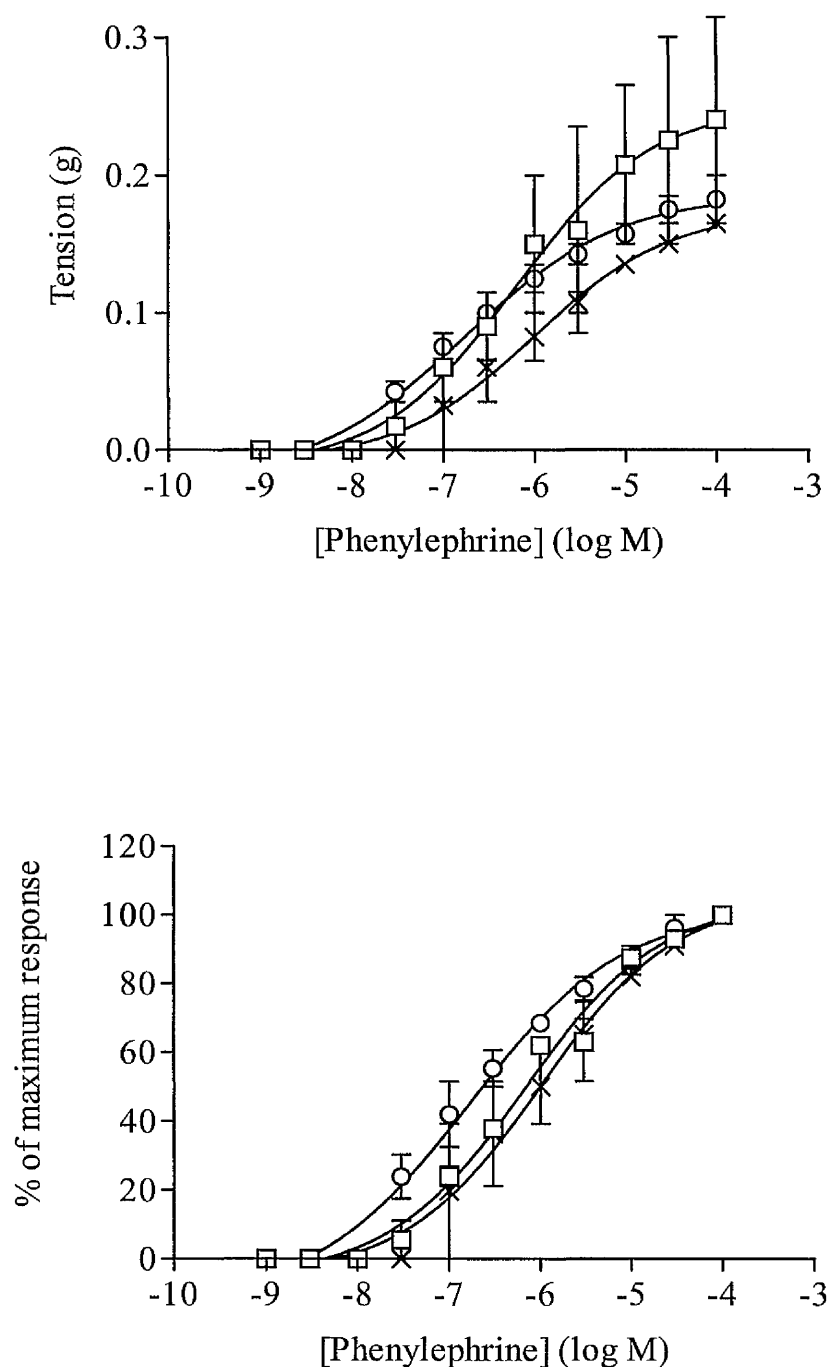 0.3
0.2
0.1
0.0
Tension (g)
-10 -9 -8 -7 -6 -5 -4 -3
[Phenylephrine] (log M)
120
100
80
60
40
20
0
% of maximum response
-10 -9 -8 -7 -6 -5 -4 -3
[Phenylephrine] (log M)